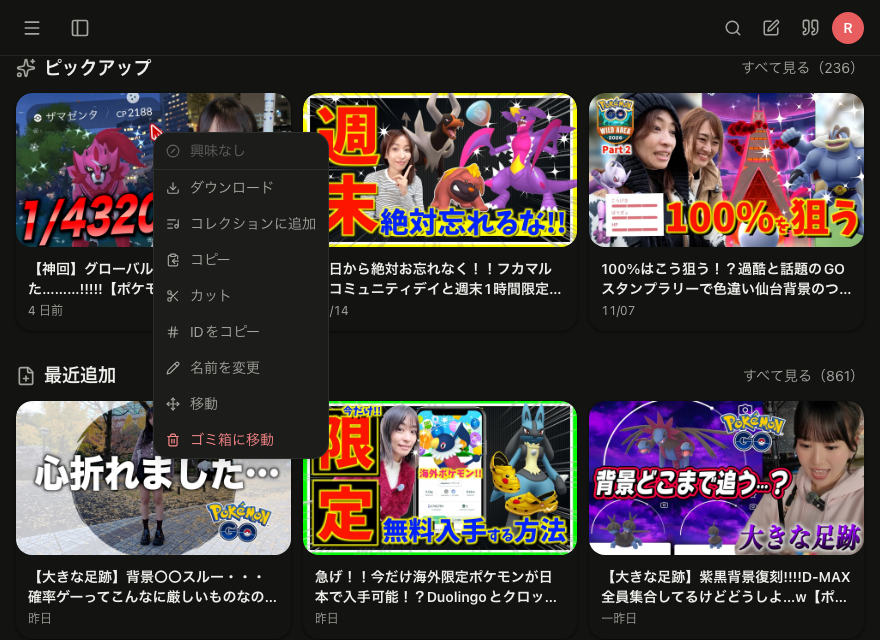 R
ピックアップ
すべて見る（236）
ザマゼンタ / CP2188
1/4320
興味なし
ダウンロード
コレクションに追加
コピー
カット
IDをコピー
名前を変更
移動
ゴミ箱に移動
週末
絶対忘れるな!!
Pokémon GO
WILD AREA
2026
Part2
100%を狙う
【神回】グローバル
た………!!!!!【ポケモ
4 日前
日から絶対お忘れなく！！フカマル
コミュニティデイと週末1時間限定...
/14
100%はこう狙う！？過酷と話題のGO
スタンプラリーで色違い仙台背景のつ...
11/07
最近追加
すべて見る（861）
心折れました…
Pokémon GO
今だけ!!
限定
海外ポケモン!!
無料入手する方法
Pokémon GO
背景どこまで追う…?
大きな足跡
【大きな足跡】背景〇〇スルー・・・
確率ゲーってこんなに厳しいものなの...
昨日
急げ！！今だけ海外限定ポケモンが日
本で入手可能！？Duolingoとクロッ...
昨日
【大きな足跡】紫黒背景復刻!!!!D-MAX
全員集合してるけどどうしよ...w【ポ...
一昨日